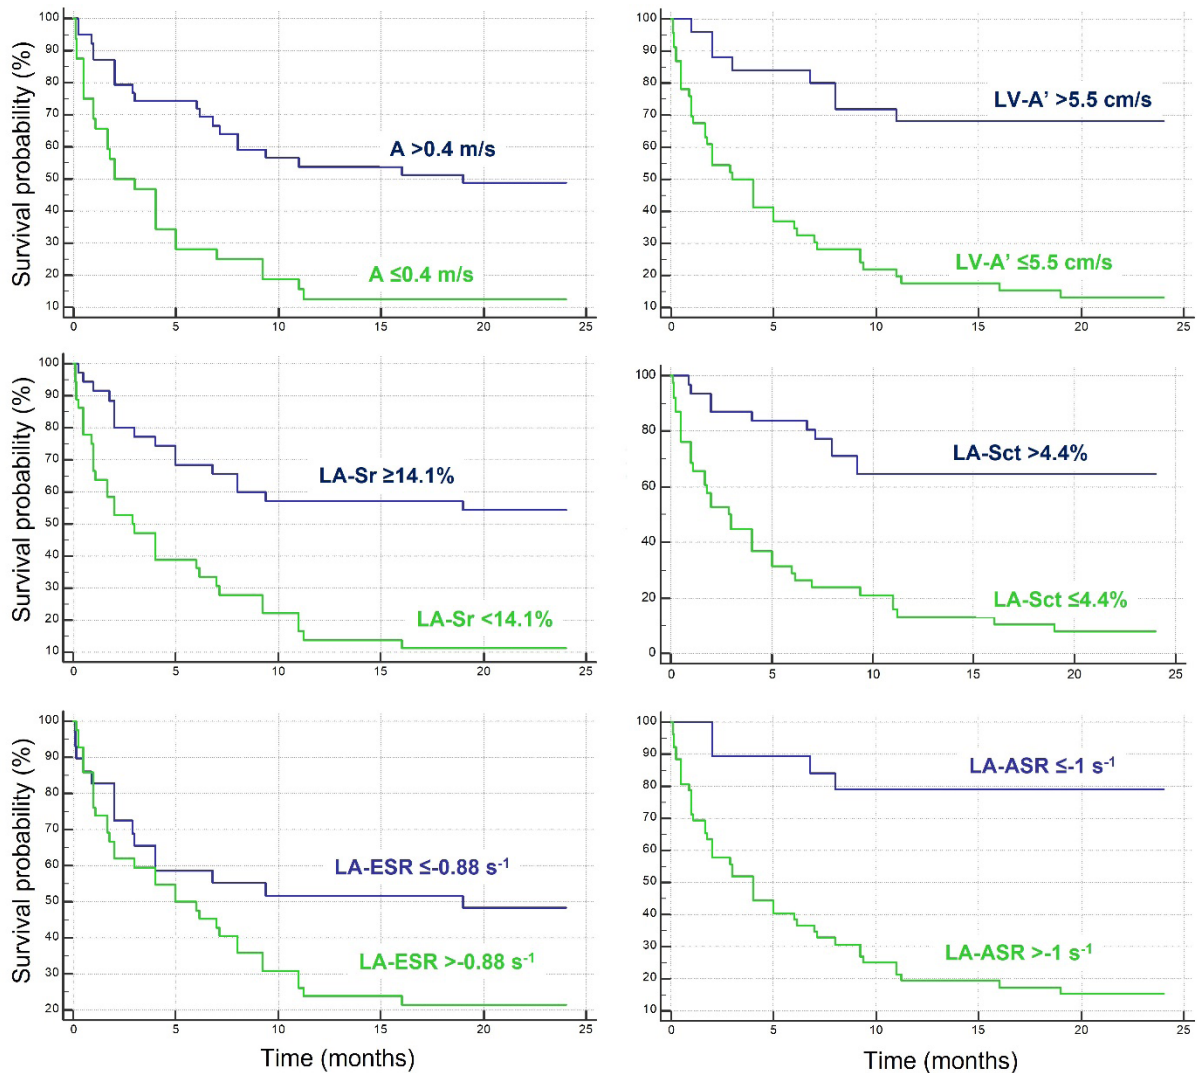 Survival probability (%)
100
90
80
70
60
50
40
30
20
10
A >0.4 m/s
A ≤0.4 m/s
0 5 10 15 20 25
100
90
80
70
60
50
40
30
20
10
LV-A’ >5.5 cm/s
LV-A’ ≤5.5 cm/s
0 5 10 15 20 25
Survival probability (%)
100
90
80
70
60
50
40
30
20
10
LA-Sr ≥14.1%
LA-Sr <14.1%
0 5 10 15 20 25
100
80
60
40
20
0
LA-Sct >4.4%
LA-Sct ≤4.4%
0 5 10 15 20 25
Survival probability (%)
100
90
80
70
60
50
40
30
20
LA-ESR ≤-0.88 s⁻¹
LA-ESR >-0.88 s⁻¹
0 5 10 15 20 25
Time (months)
100
90
80
70
60
50
40
30
20
10
LA-ASR ≤-1 s⁻¹
LA-ASR >-1 s⁻¹
0 5 10 15 20 25
Time (months)